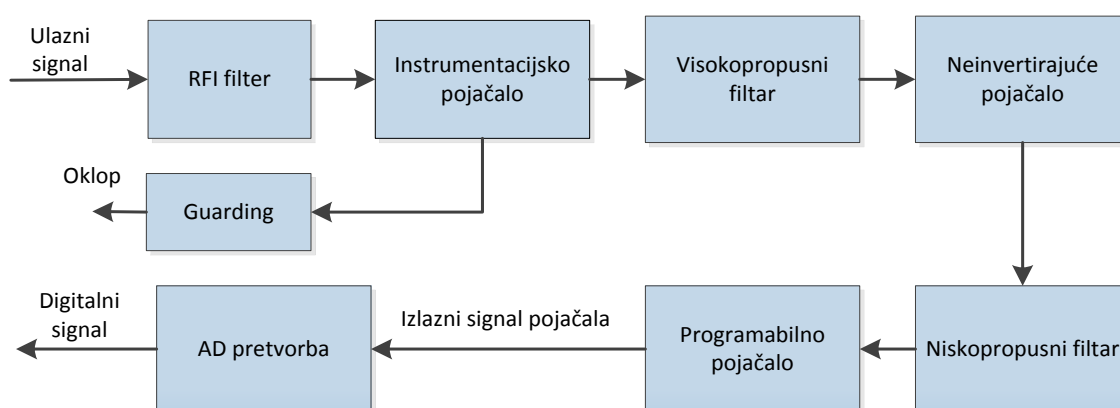 Ulazni
signal
RFI filter
Instrumentacijsko
pojačalo
Visokopropusni
filtar
Neinvertirajuće
pojačalo
Oklop
Guarding
Digitalni
signal
AD pretvorba
Izlazni signal pojačala
Programabilno
pojačalo
Niskopropusni filtar